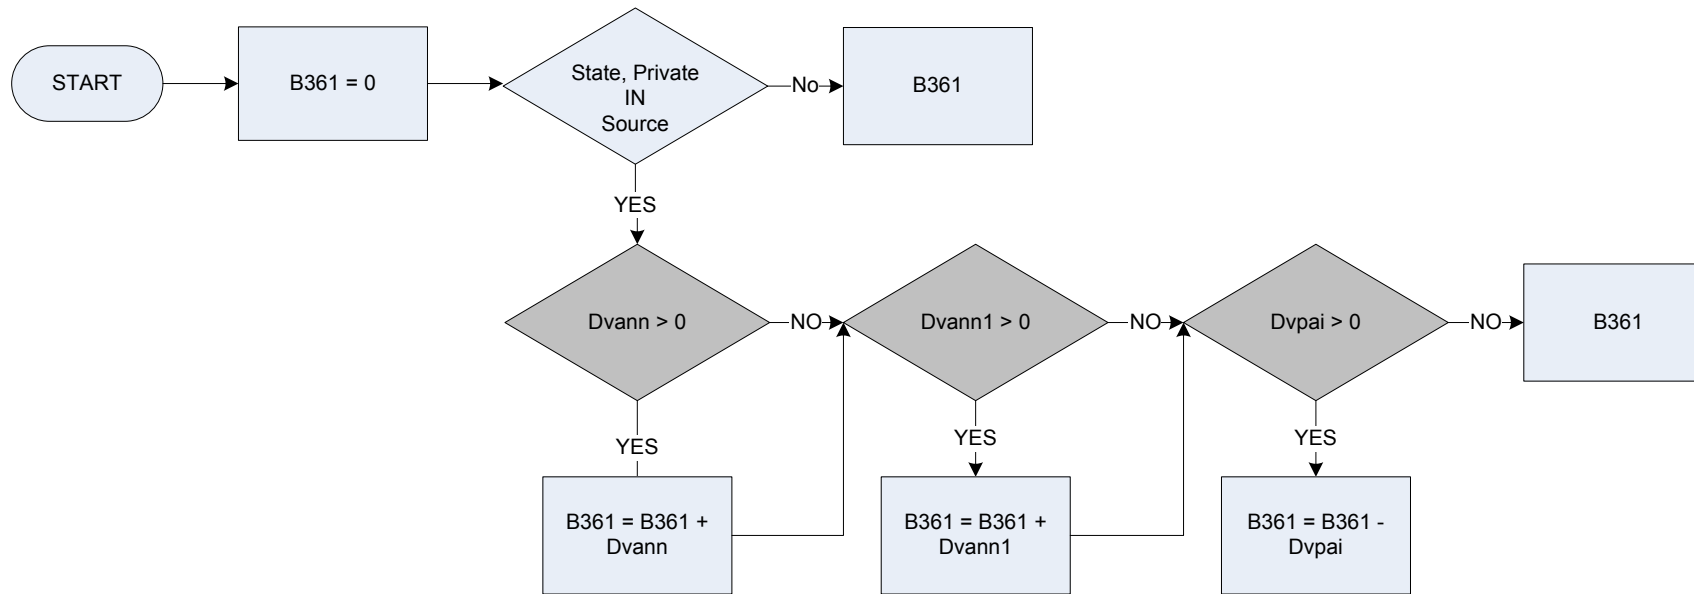 START
B361 = 0
State, Private
IN
Source
No
B361
YES
Dvann > 0
NO
Dvann1 > 0
NO
Dvpai > 0
NO
B361
YES
YES
YES
B361 = B361 +
Dvann
B361 = B361 +
Dvann1
B361 = B361 -
Dvpai